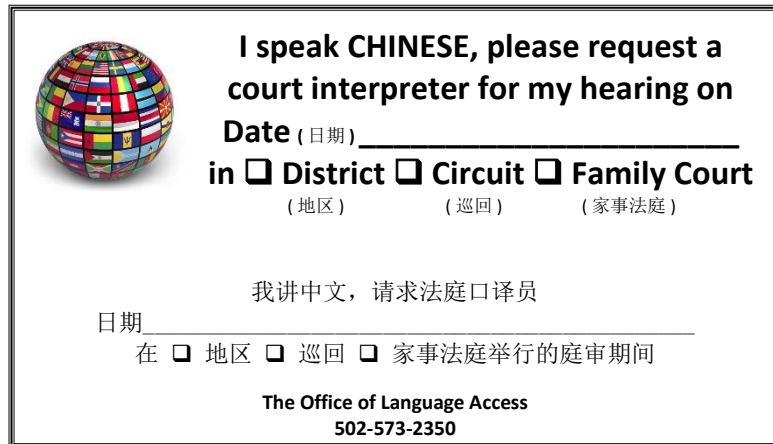 I speak CHINESE, please request a
court interpreter for my hearing on
Date (日期)_______________________
in ❑ District ❑ Circuit ❑ Family Court
(地区) (巡回) (家事法庭)
我讲中文，请求法庭口译员
日期______________________________________________
在 ❑ 地区 ❑ 巡回 ❑ 家事法庭举行的庭审期间
The Office of Language Access
502-573-2350